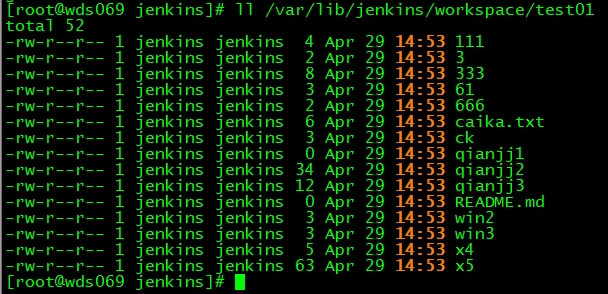 [root@wds069 jenkins]# ll /var/lib/jenkins/workspace/test01
total 52
-rw-r--r-- 1 jenkins jenkins  4 Apr 29 14:53 111
-rw-r--r-- 1 jenkins jenkins  2 Apr 29 14:53 3
-rw-r--r-- 1 jenkins jenkins  8 Apr 29 14:53 333
-rw-r--r-- 1 jenkins jenkins  3 Apr 29 14:53 61
-rw-r--r-- 1 jenkins jenkins  2 Apr 29 14:53 666
-rw-r--r-- 1 jenkins jenkins  6 Apr 29 14:53 caika.txt
-rw-r--r-- 1 jenkins jenkins  3 Apr 29 14:53 ck
-rw-r--r-- 1 jenkins jenkins  0 Apr 29 14:53 qianjj1
-rw-r--r-- 1 jenkins jenkins 34 Apr 29 14:53 qianjj2
-rw-r--r-- 1 jenkins jenkins 12 Apr 29 14:53 qianjj3
-rw-r--r-- 1 jenkins jenkins  0 Apr 29 14:53 README.md
-rw-r--r-- 1 jenkins jenkins  3 Apr 29 14:53 win2
-rw-r--r-- 1 jenkins jenkins  3 Apr 29 14:53 win3
-rw-r--r-- 1 jenkins jenkins  5 Apr 29 14:53 x4
-rw-r--r-- 1 jenkins jenkins 63 Apr 29 14:53 x5
[root@wds069 jenkins]#